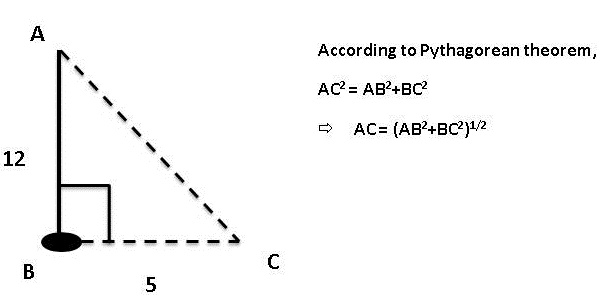 A
According to Pythagorean theorem,
AC² = AB²+BC²
⇨ AC = (AB²+BC²)¹/²
12
B
5
C